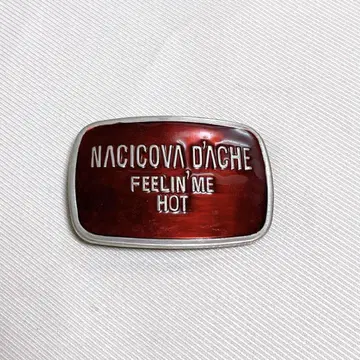 NACICOVA D'ACHE
FEELIN' ME
HOT